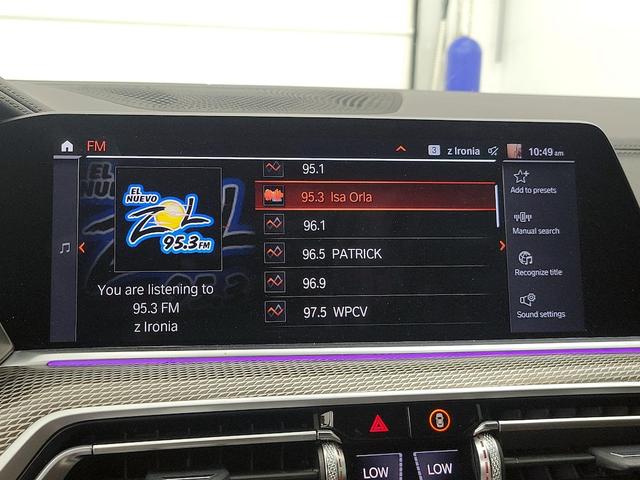 FM
3 z Ironia 10:49 am
EL
NUEVO
ZOL
95.3 FM
You are listening to
95.3 FM
z Ironia
95.1
95.3 Isa Orla
96.1
96.5 PATRICK
96.9
97.5 WPCV
Add to presets
Manual search
Recognize title
Sound settings
LOW
LOW